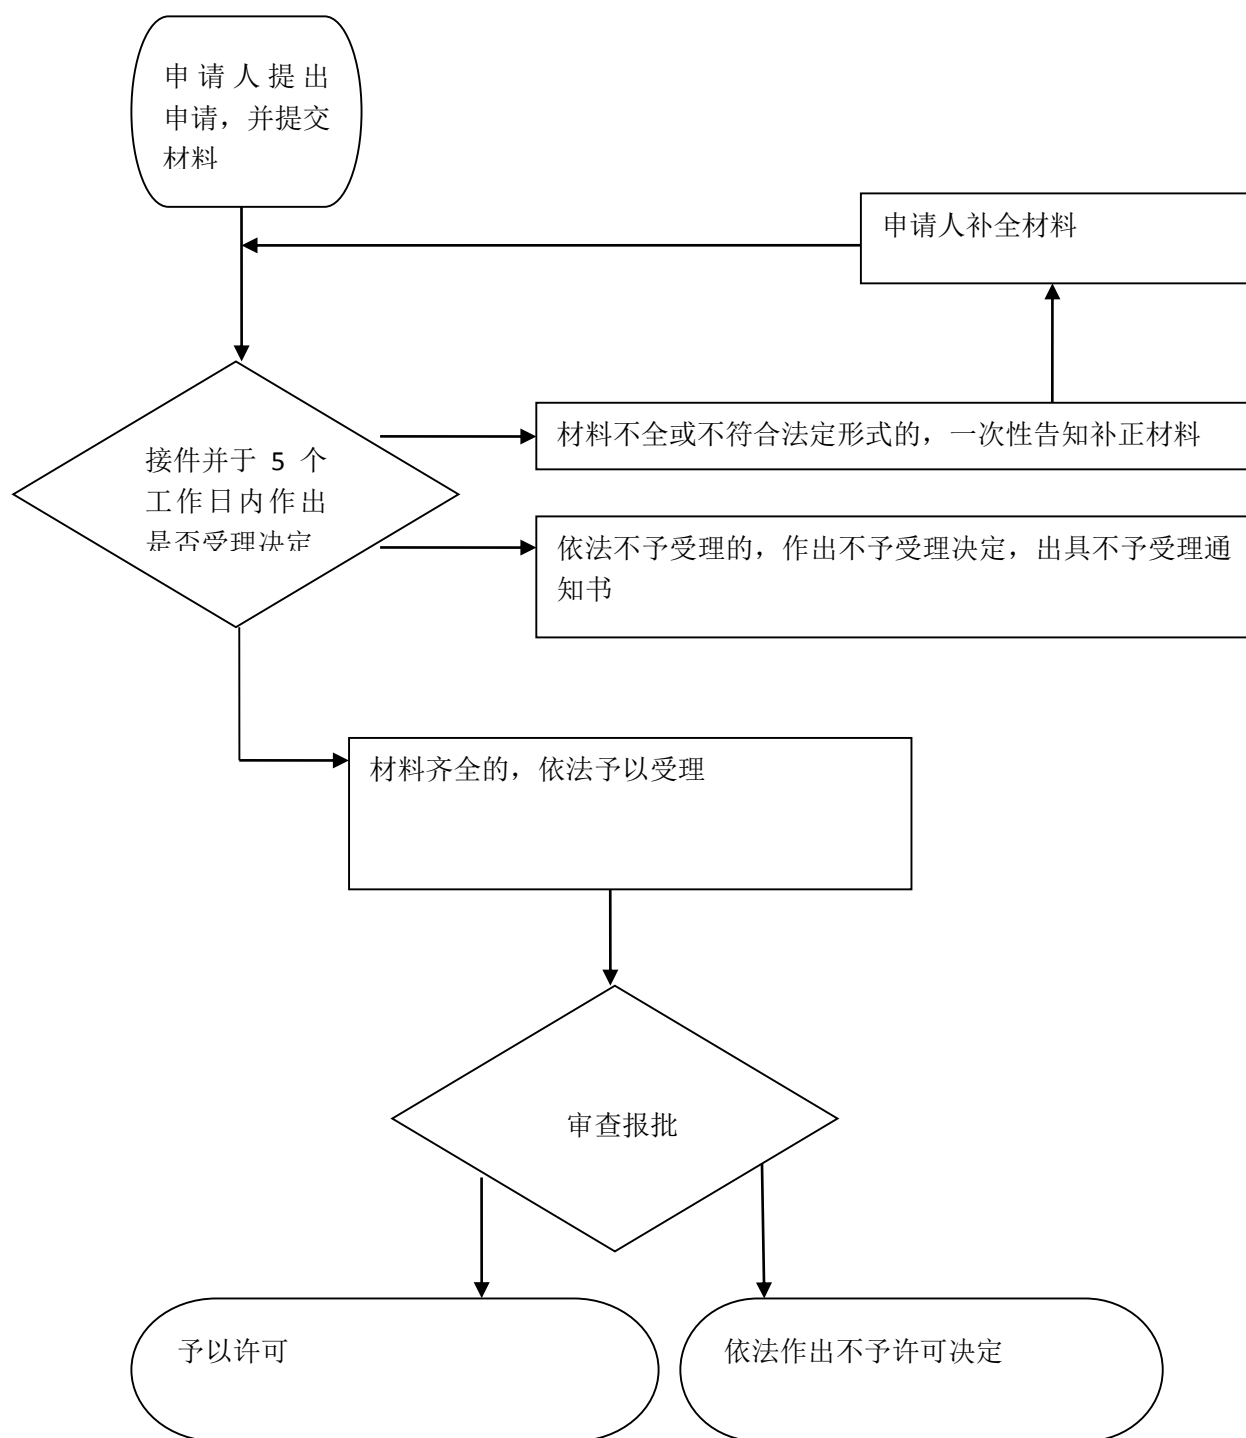 申请人提出
申请，并提交
材料
申请人补全材料
材料不全或不符合法定形式的，一次性告知补正材料
接件并于 5 个
工作日内作出
是否受理决定
依法不予受理的，作出不予受理决定，出具不予受理通
知书
材料齐全的，依法予以受理
审查报批
予以许可
依法作出不予许可决定